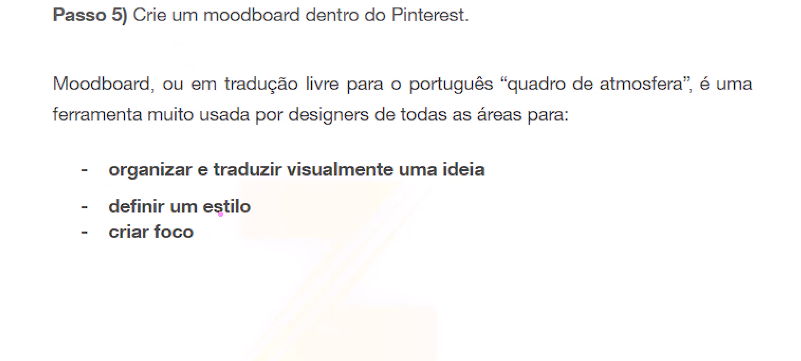 Passo 5) Crie um moodboard dentro do Pinterest.
Moodboard, ou em tradução livre para o português “quadro de atmosfera”, é uma
ferramenta muito usada por designers de todas as áreas para:
- organizar e traduzir visualmente uma ideia
- definir um estilo
- criar foco